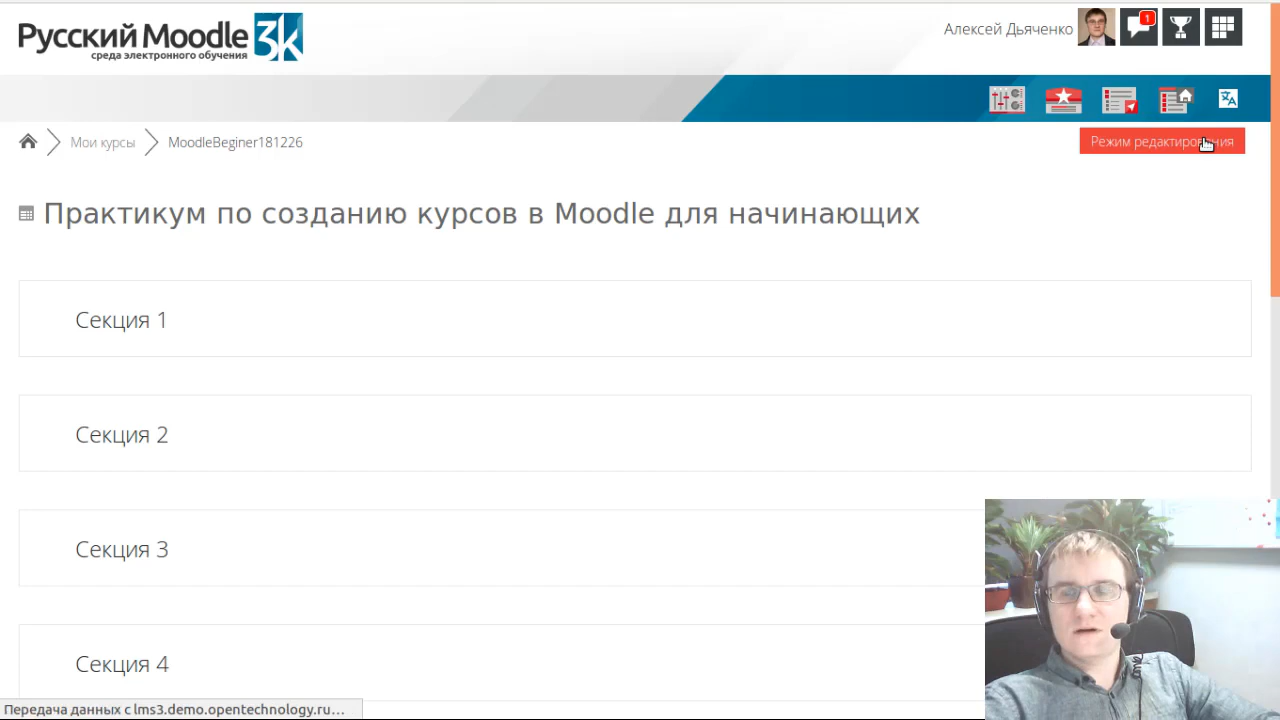 Русский Moodle 3k
среда электронного обучения
Алексей Дьяченко
1
Мои курсы
MoodleBeginer181226
Режим редактирования
Практикум по созданию курсов в Moodle для начинающих
Секция 1
Секция 2
Секция 3
Секция 4
Передача данных с lms3.demo.opentechnology.ru…